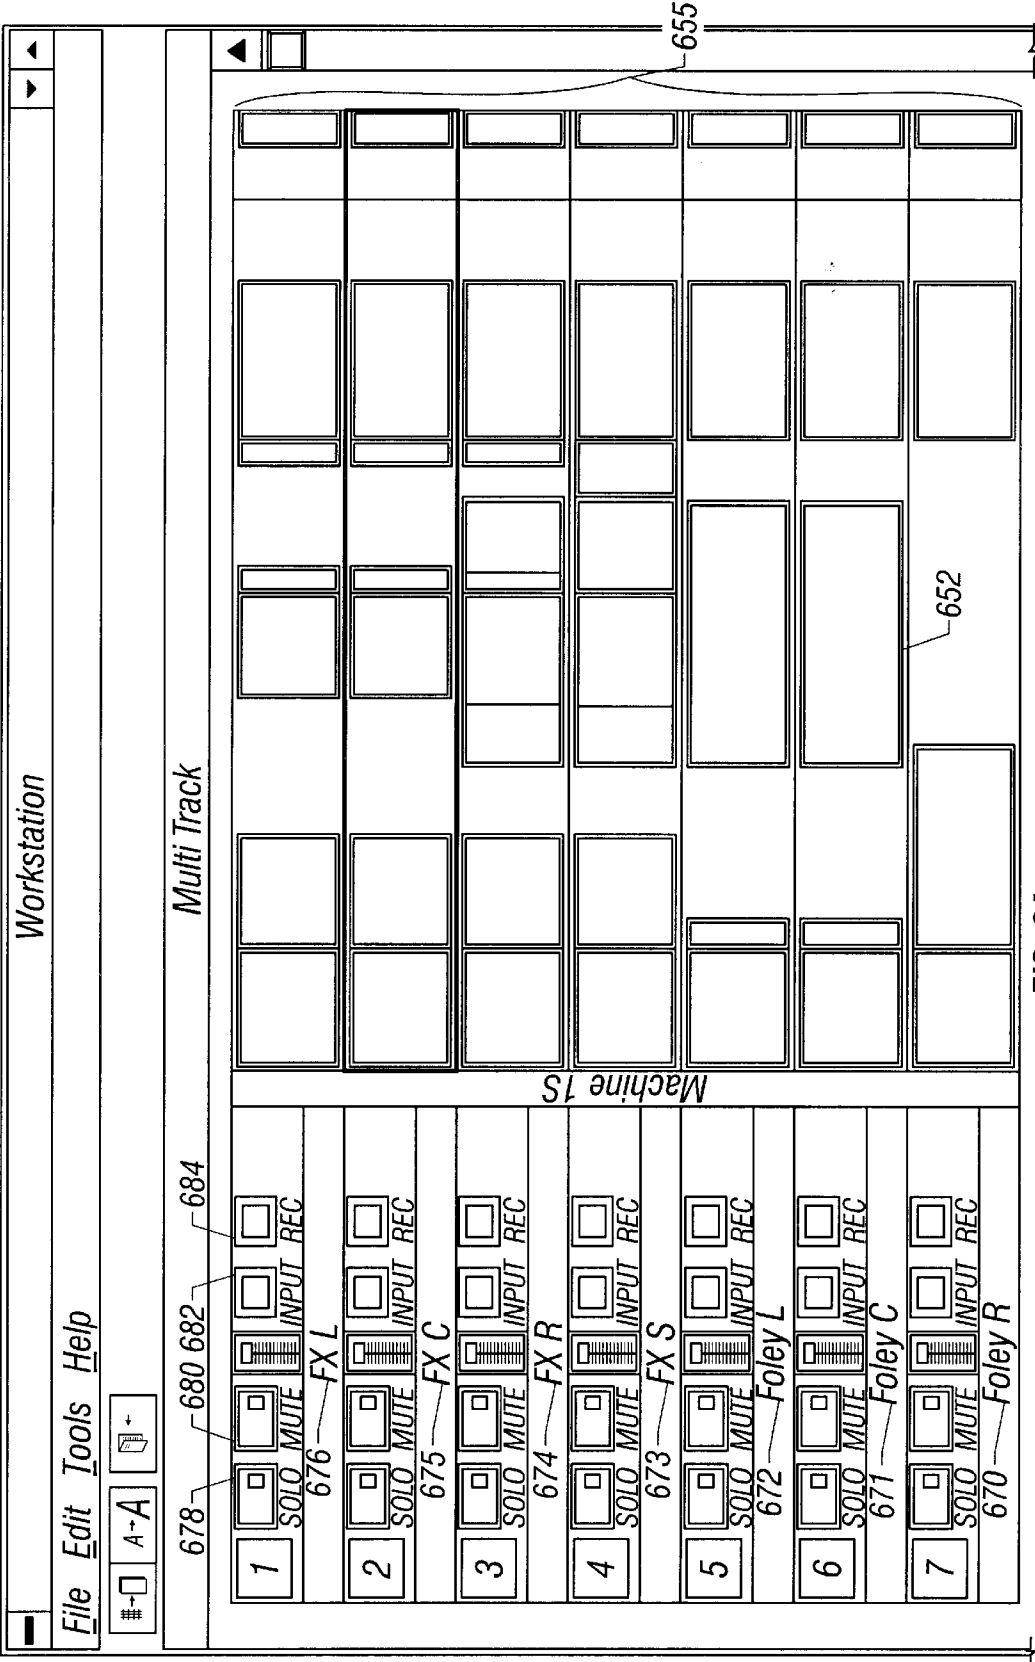 Workstation
File Edit Tools Help
A→A
Multi Track
678 680 682 684
655
1 SOLO MUTE INPUT REC
676 FX L
2 SOLO MUTE INPUT REC
675 FX C
3 SOLO MUTE INPUT REC
674 FX R
4 SOLO MUTE INPUT REC
673 FX S
5 SOLO MUTE INPUT REC
672 Foley L
6 SOLO MUTE INPUT REC
671 Foley C
7 SOLO MUTE INPUT REC
670 Foley R
Machine 1S
652